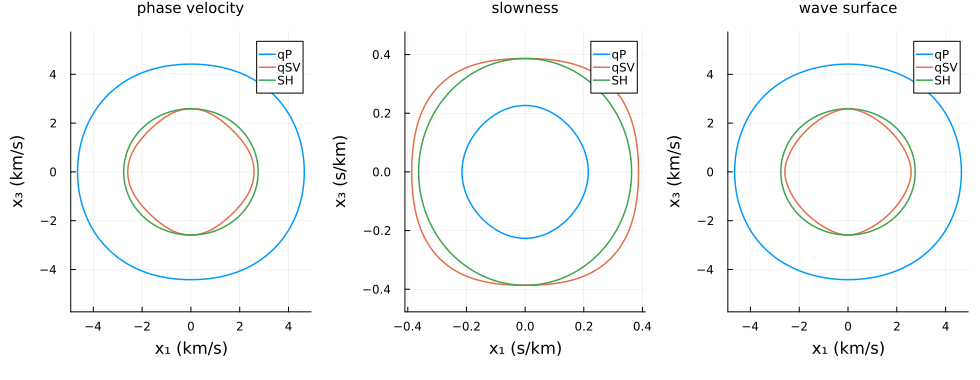 phase velocity
qP
qSV
SH
4
2
0
−2
−4
−4
−2
0
2
4
x₃ (km/s)
x₁ (km/s)
slowness
qP
qSV
SH
0.4
0.2
0.0
−0.2
−0.4
−0.4
−0.2
0.0
0.2
0.4
x₃ (s/km)
x₁ (s/km)
wave surface
qP
qSV
SH
4
2
0
−2
−4
−4
−2
0
2
4
x₃ (km/s)
x₁ (km/s)